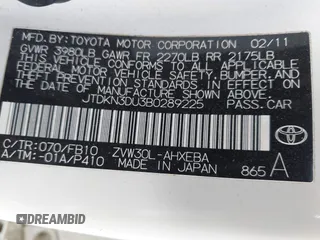 MFD.BY: TOYOTA MOTOR CORPORATION 02/11
GVWR 3980LB GAWR FR 2270LB RR 2175LB
THIS VEHICLE CONFORMS TO ALL APPLICABLE
FEDERAL MOTOR VEHICLE SAFETY, BUMPER, AND
THEFT PREVENTION STANDARDS IN EFFECT ON THE
DATE OF MANUFACTURE SHOWN ABOVE.
JTDKN3DU3B0289225 PASS.CAR
C/TR:070/FB10 ZVW30L-AHXEBA
A/TM:-01A/P410 MADE IN JAPAN 865 A
TOYOTA
DREAMBID